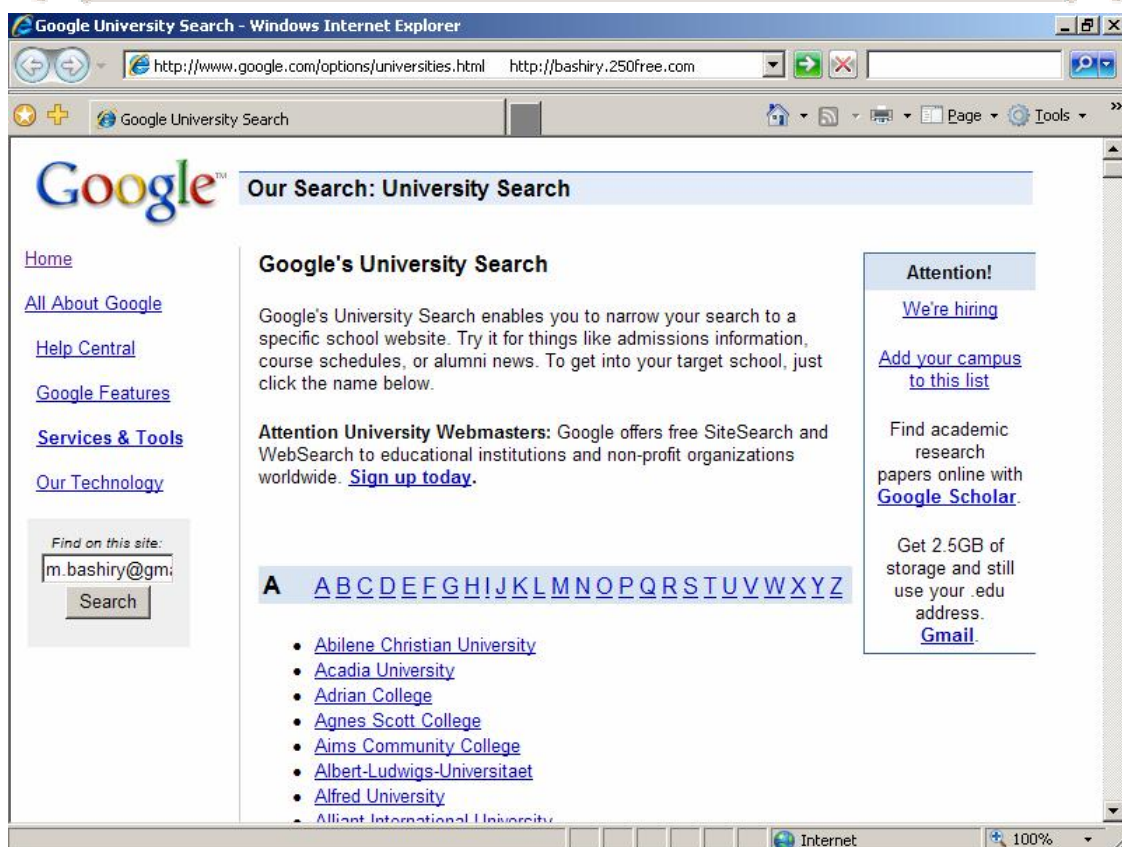 Google University Search - Windows Internet Explorer
http://www.google.com/options/universities.html http://bashiry.250free.com
Google University Search
Page
Tools
»
Google™
Our Search: University Search
Home
All About Google
Help Central
Google Features
Services & Tools
Our Technology
Find on this site:
m.bashiry@gma
Search
Google's University Search
Google's University Search enables you to narrow your search to a
specific school website. Try it for things like admissions information,
course schedules, or alumni news. To get into your target school, just
click the name below.
Attention University Webmasters: Google offers free SiteSearch and
WebSearch to educational institutions and non-profit organizations
worldwide. Sign up today.
A A B C D E F G H I J K L M N O P Q R S T U V W X Y Z
Abilene Christian University
Acadia University
Adrian College
Agnes Scott College
Aims Community College
Albert-Ludwigs-Universitaet
Alfred University
Alliant International University
Attention!
We're hiring
Add your campus
to this list
Find academic
research
papers online with
Google Scholar.
Get 2.5GB of
storage and still
use your .edu
address.
Gmail.
Internet
100%